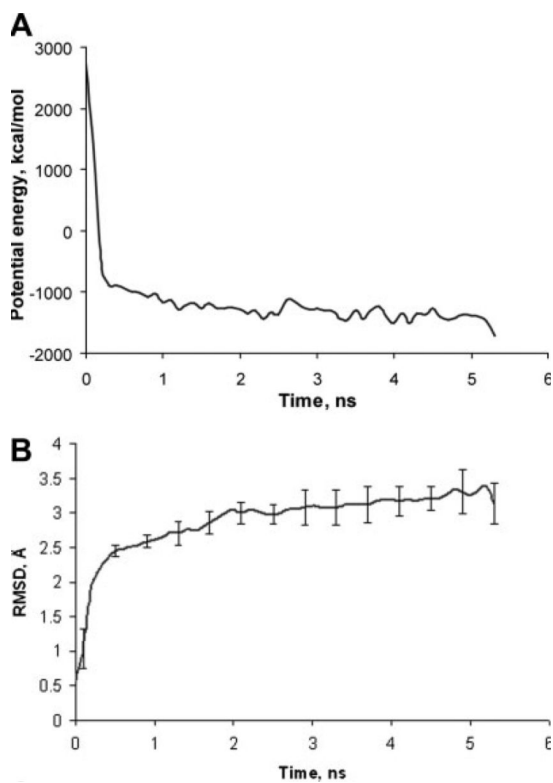 A
Potential energy, kcal/mol
3000
2000
1000
0
-1000
-2000
0 1 2 3 4 5 6
Time, ns
B
RMSD, Å
4
3.5
3
2.5
2
1.5
1
0.5
0
0 1 2 3 4 5 6
Time, ns